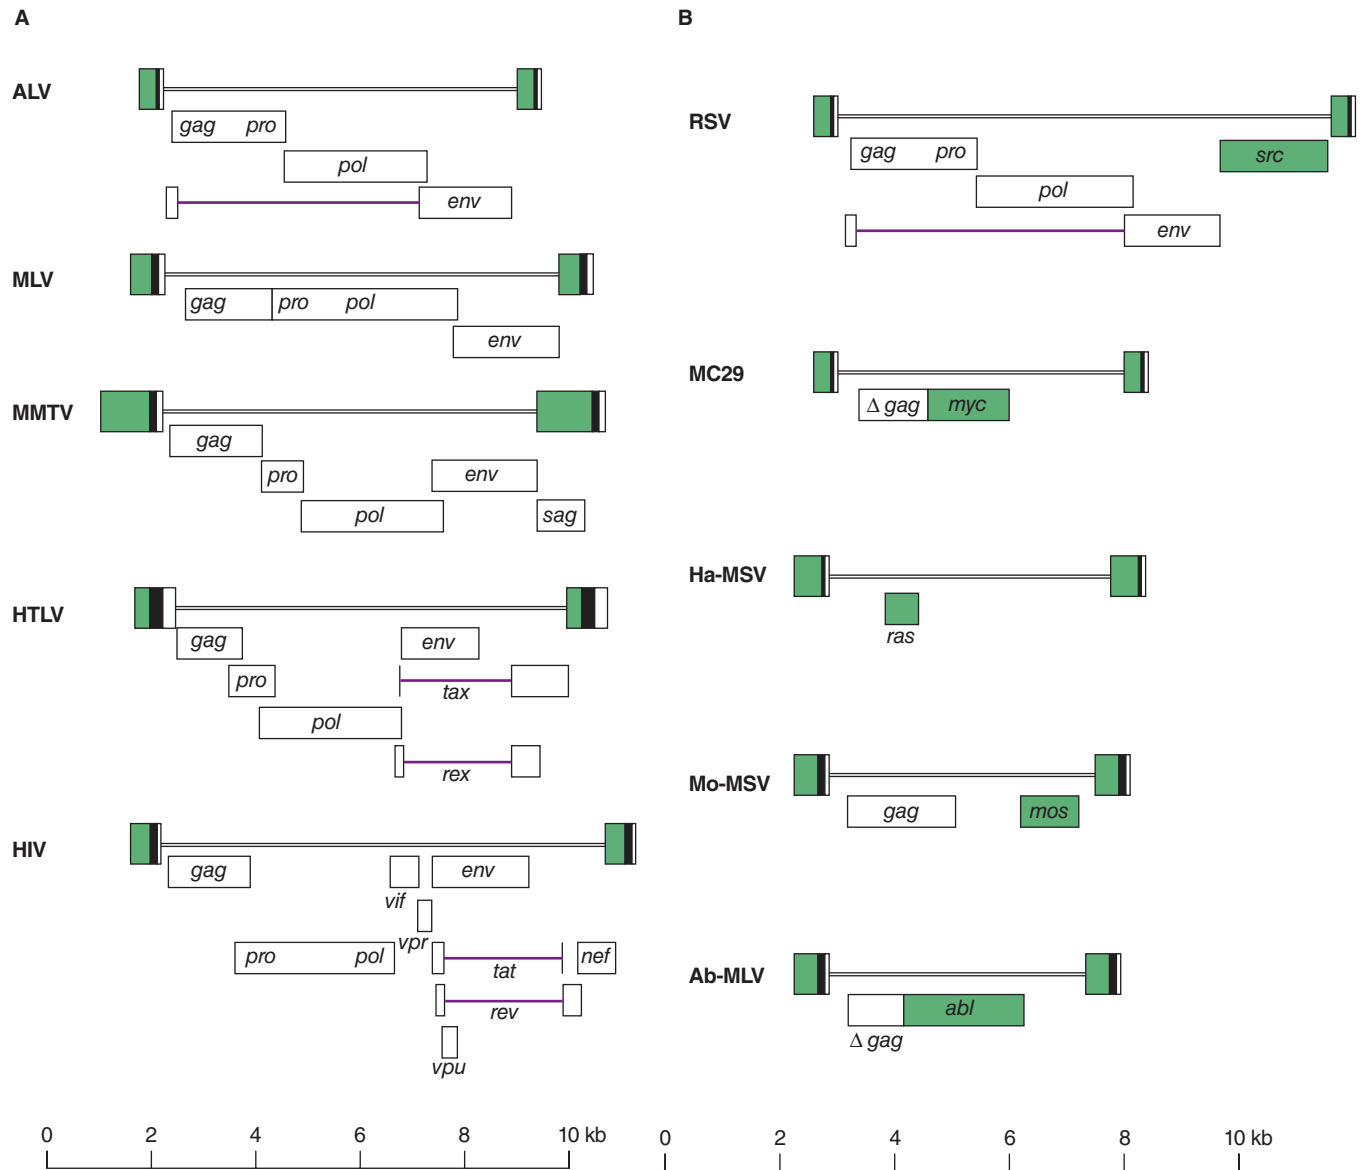 A
ALV
gag pro
pol
env
MLV
gag pro pol
env
MMTV
gag
pro env
pol sag
HTLV
gag env
pro tax
pol
rex
HIV
gag env
vif
vpr
pro pol tat nef
rev
vpu
0 2 4 6 8 10 kb
B
RSV
gag pro src
pol
env
MC29
Δ gag myc
Ha-MSV
ras
Mo-MSV
gag mos
Ab-MLV
abl
Δ gag
0 2 4 6 8 10 kb